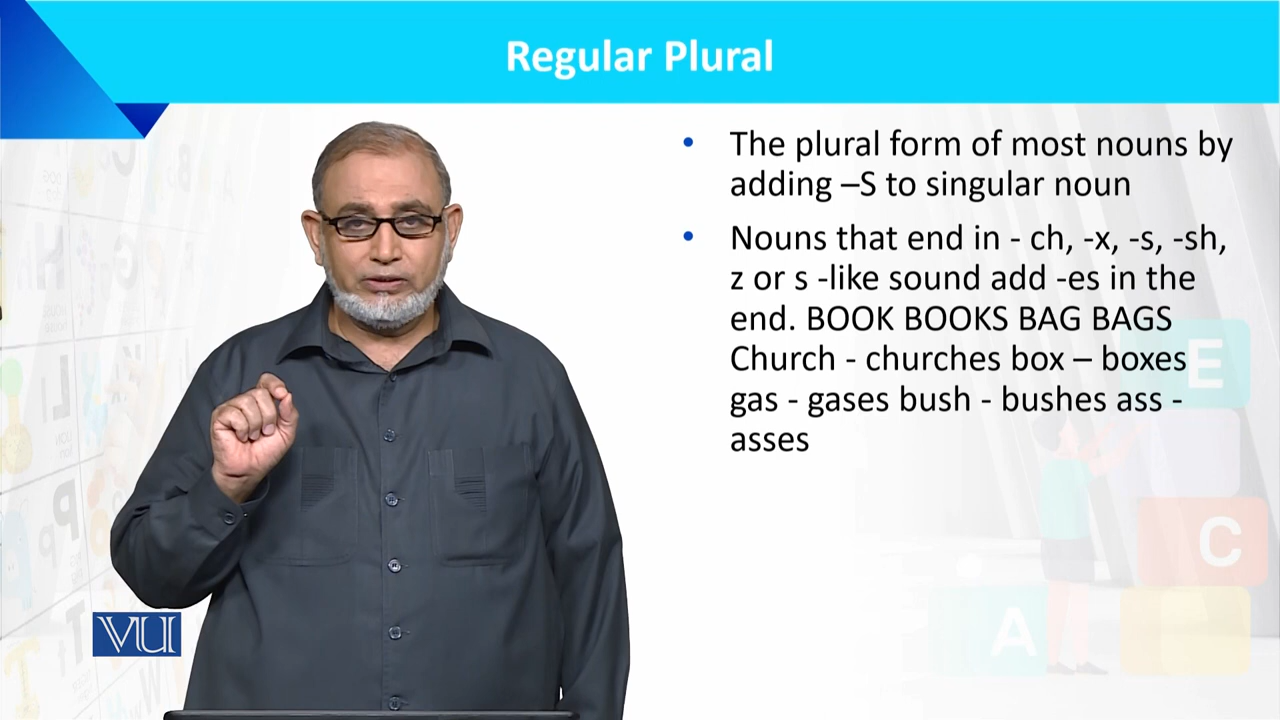 Regular Plural
• The plural form of most nouns by
adding –S to singular noun
• Nouns that end in - ch, -x, -s, -sh,
z or s -like sound add -es in the
end. BOOK BOOKS BAG BAGS
Church - churches box – boxes
gas - gases bush - bushes ass -
asses
VU
E
C
A